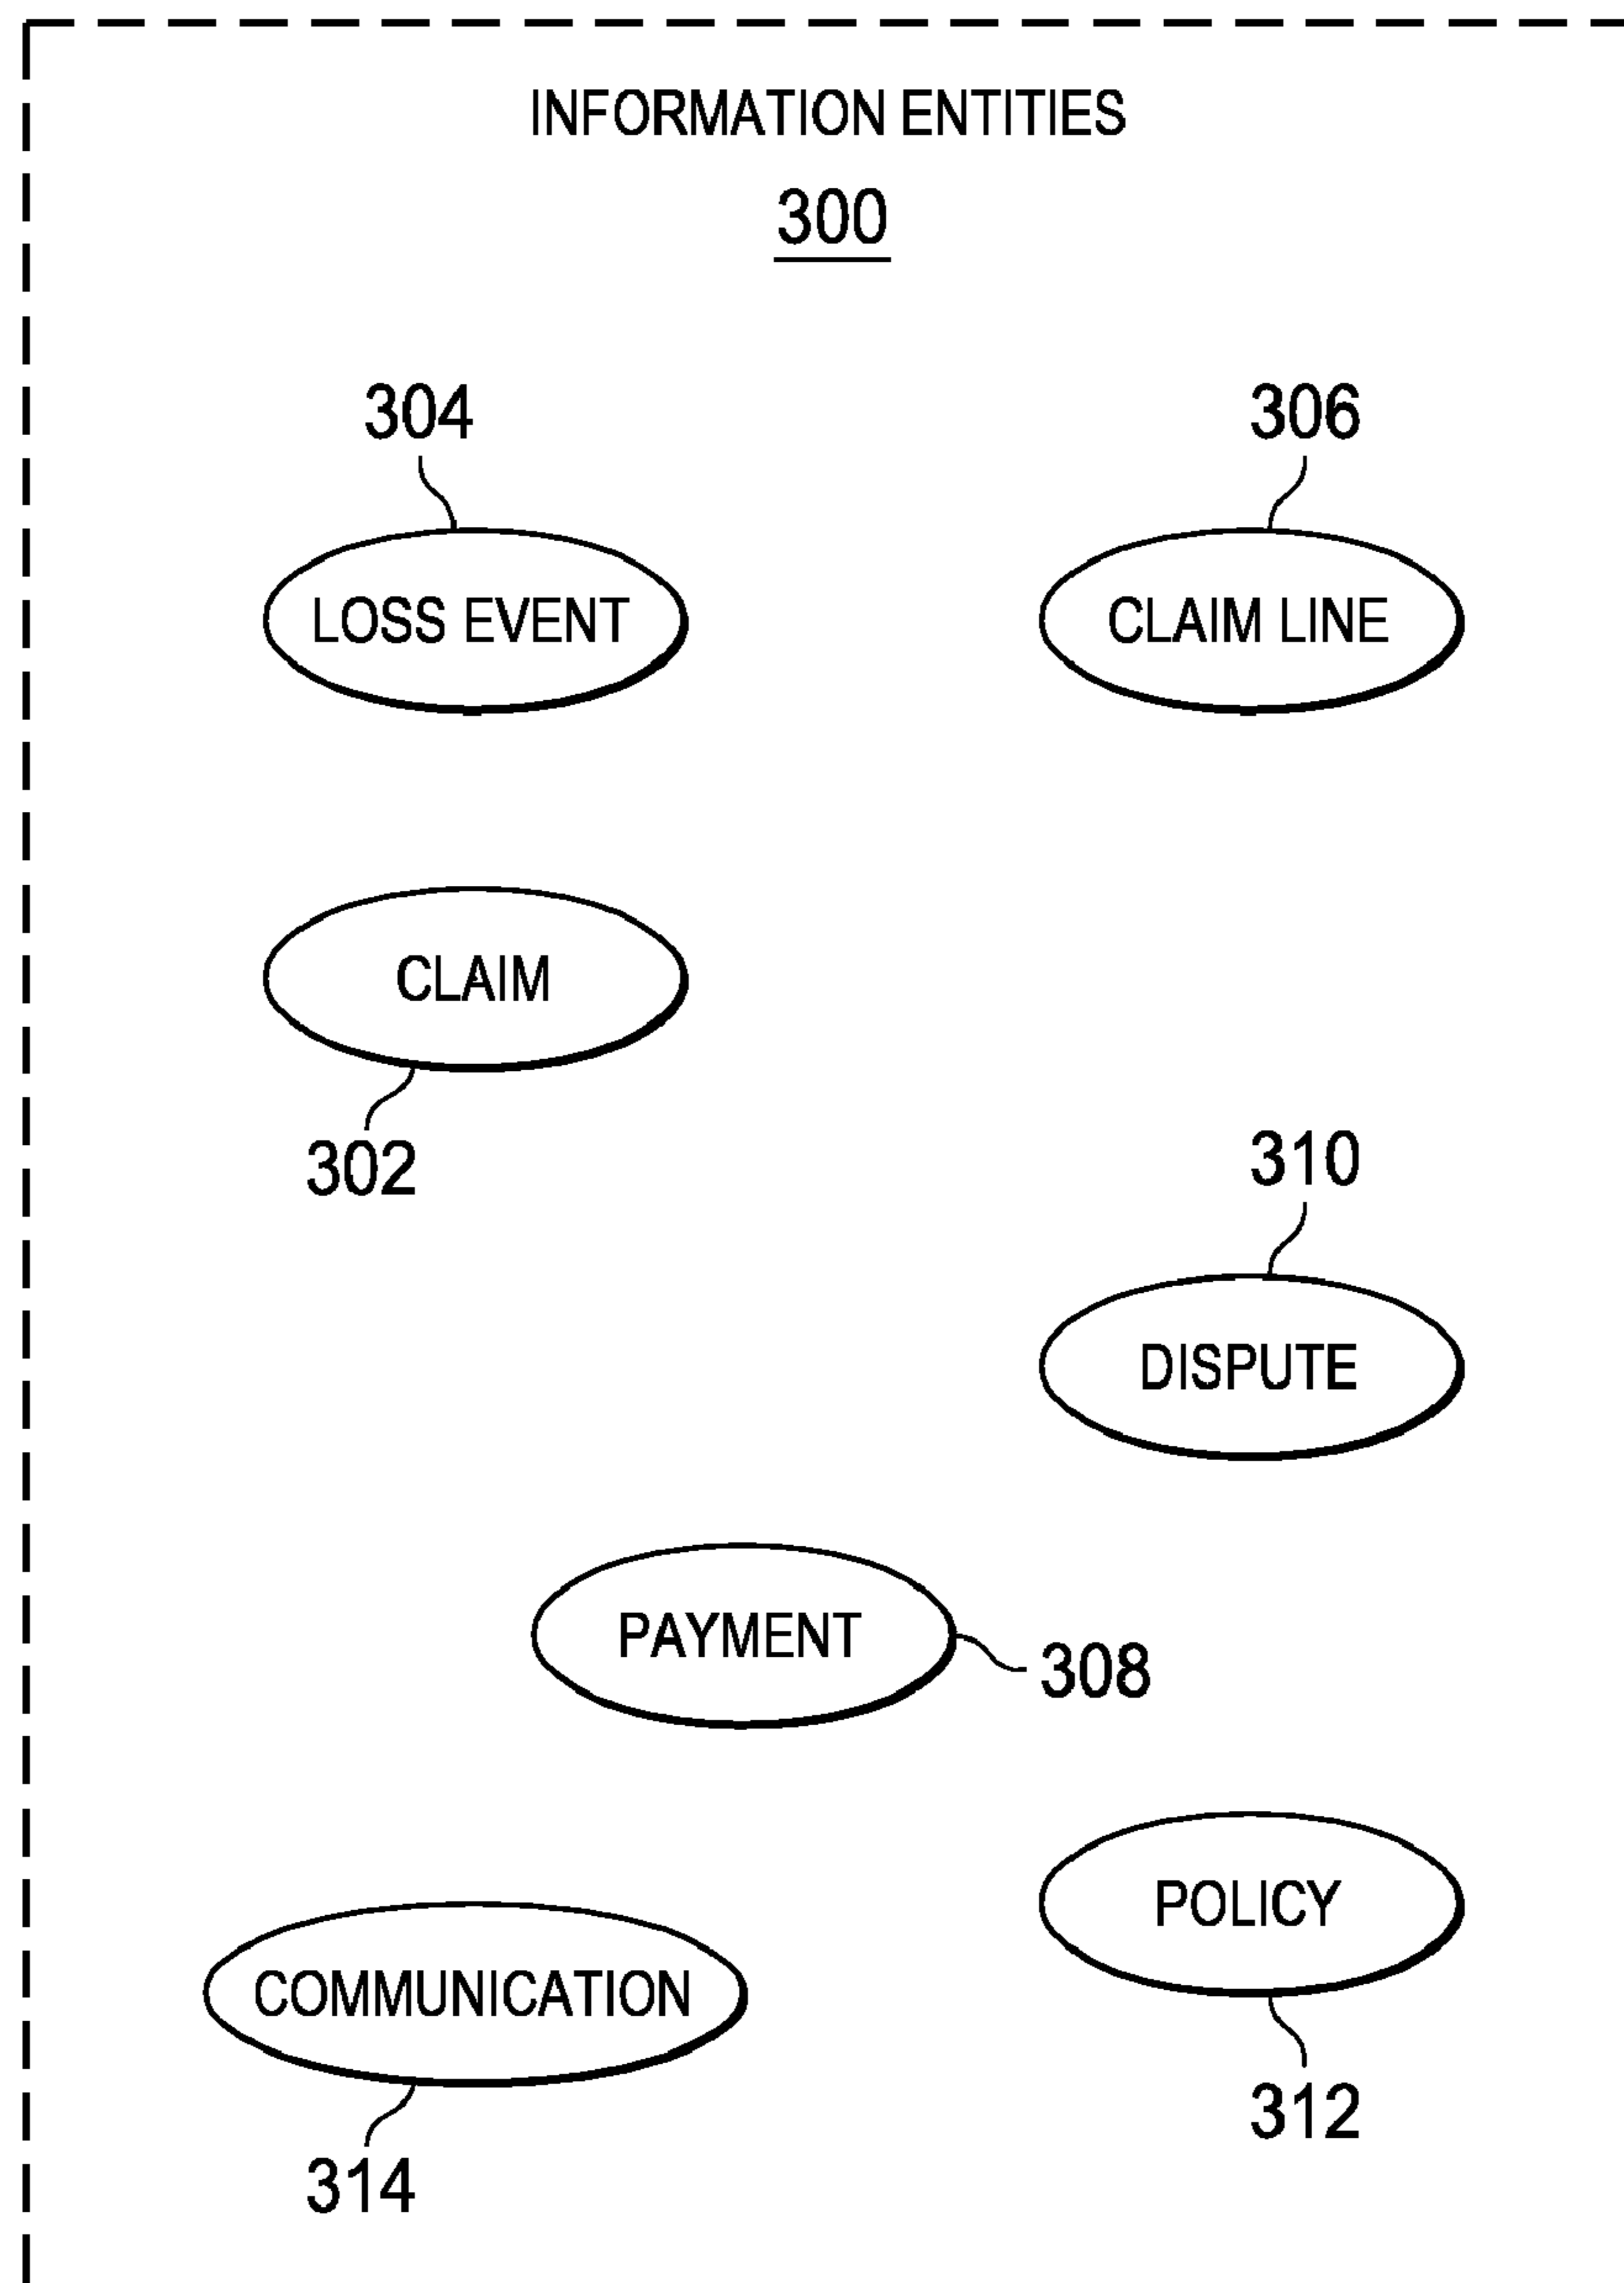 INFORMATION ENTITIES
300
304
306
LOSS EVENT
CLAIM LINE
CLAIM
302
310
DISPUTE
PAYMENT
308
POLICY
COMMUNICATION
312
314